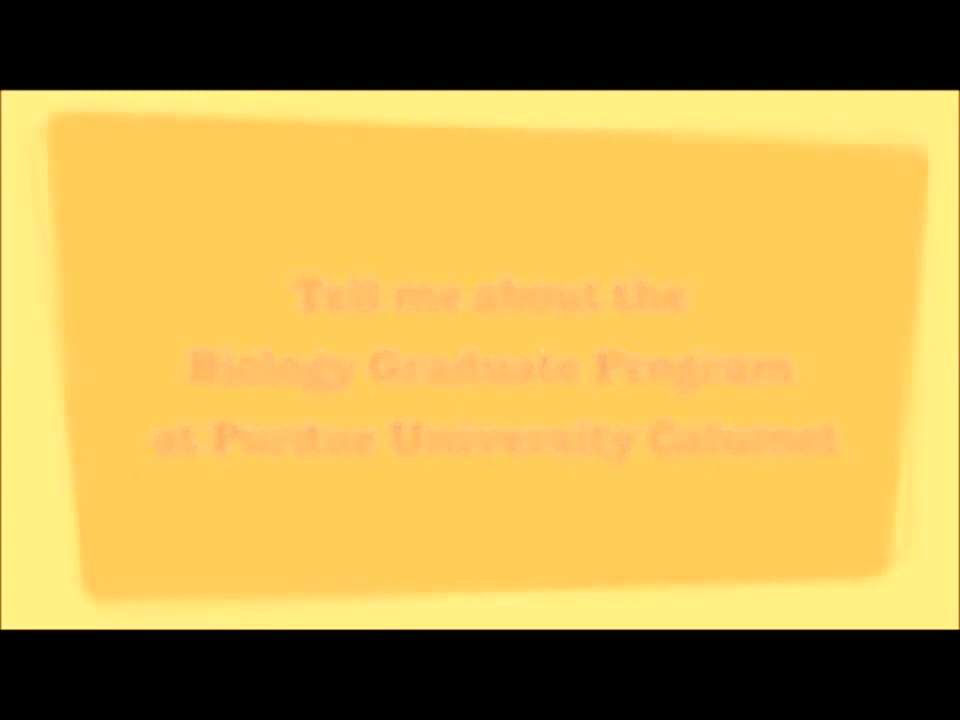 Tell me about the
Biology Graduate Program
at Purdue University Calumet